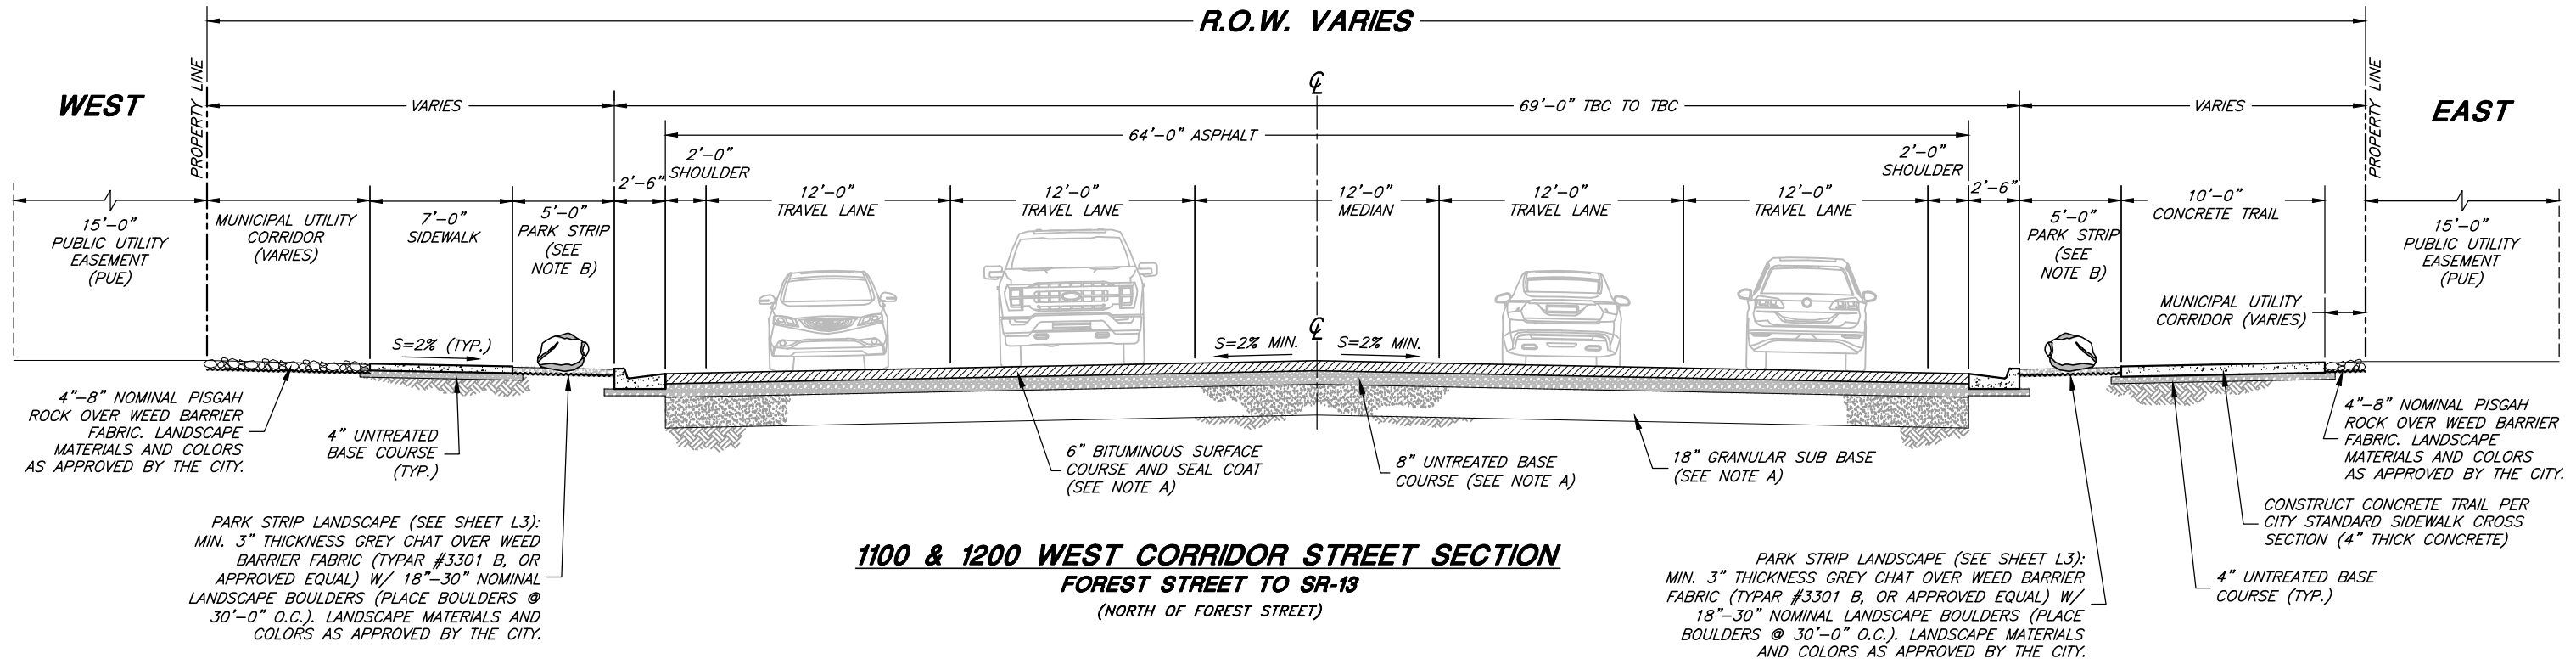 R.O.W. VARIES
WEST
PROPERTY LINE
VARIES
℄
69'-0" TBC TO TBC
VARIES
PROPERTY LINE
EAST
64'-0" ASPHALT
2'-0"
SHOULDER
2'-0"
SHOULDER
15'-0"
PUBLIC UTILITY
EASEMENT
(PUE)
MUNICIPAL UTILITY
CORRIDOR
(VARIES)
7'-0"
SIDEWALK
5'-0"
PARK STRIP
(SEE
NOTE B)
2'-6"
12'-0"
TRAVEL LANE
12'-0"
TRAVEL LANE
12'-0"
MEDIAN
12'-0"
TRAVEL LANE
12'-0"
TRAVEL LANE
2'-6"
5'-0"
PARK STRIP
(SEE
NOTE B)
10'-0"
CONCRETE TRAIL
15'-0"
PUBLIC UTILITY
EASEMENT
(PUE)
MUNICIPAL UTILITY
CORRIDOR (VARIES)
S=2% (TYP.)
S=2% MIN.
℄
S=2% MIN.
4"-8" NOMINAL PISGAH
ROCK OVER WEED BARRIER
FABRIC. LANDSCAPE
MATERIALS AND COLORS
AS APPROVED BY THE CITY.
4" UNTREATED
BASE COURSE
(TYP.)
6" BITUMINOUS SURFACE
COURSE AND SEAL COAT
(SEE NOTE A)
8" UNTREATED BASE
COURSE (SEE NOTE A)
18" GRANULAR SUB BASE
(SEE NOTE A)
4"-8" NOMINAL PISGAH
ROCK OVER WEED BARRIER
FABRIC. LANDSCAPE
MATERIALS AND COLORS
AS APPROVED BY THE CITY.
CONSTRUCT CONCRETE TRAIL PER
CITY STANDARD SIDEWALK CROSS
SECTION (4" THICK CONCRETE)
4" UNTREATED BASE
COURSE (TYP.)
PARK STRIP LANDSCAPE (SEE SHEET L3):
MIN. 3" THICKNESS GREY CHAT OVER WEED
BARRIER FABRIC (TYPAR #3301 B, OR
APPROVED EQUAL) W/ 18"-30" NOMINAL
LANDSCAPE BOULDERS (PLACE BOULDERS @
30'-0" O.C.). LANDSCAPE MATERIALS AND
COLORS AS APPROVED BY THE CITY.
1100 & 1200 WEST CORRIDOR STREET SECTION
FOREST STREET TO SR-13
(NORTH OF FOREST STREET)
PARK STRIP LANDSCAPE (SEE SHEET L3):
MIN. 3" THICKNESS GREY CHAT OVER WEED BARRIER
FABRIC (TYPAR #3301 B, OR APPROVED EQUAL) W/
18"-30" NOMINAL LANDSCAPE BOULDERS (PLACE
BOULDERS @ 30'-0" O.C.). LANDSCAPE MATERIALS
AND COLORS AS APPROVED BY THE CITY.